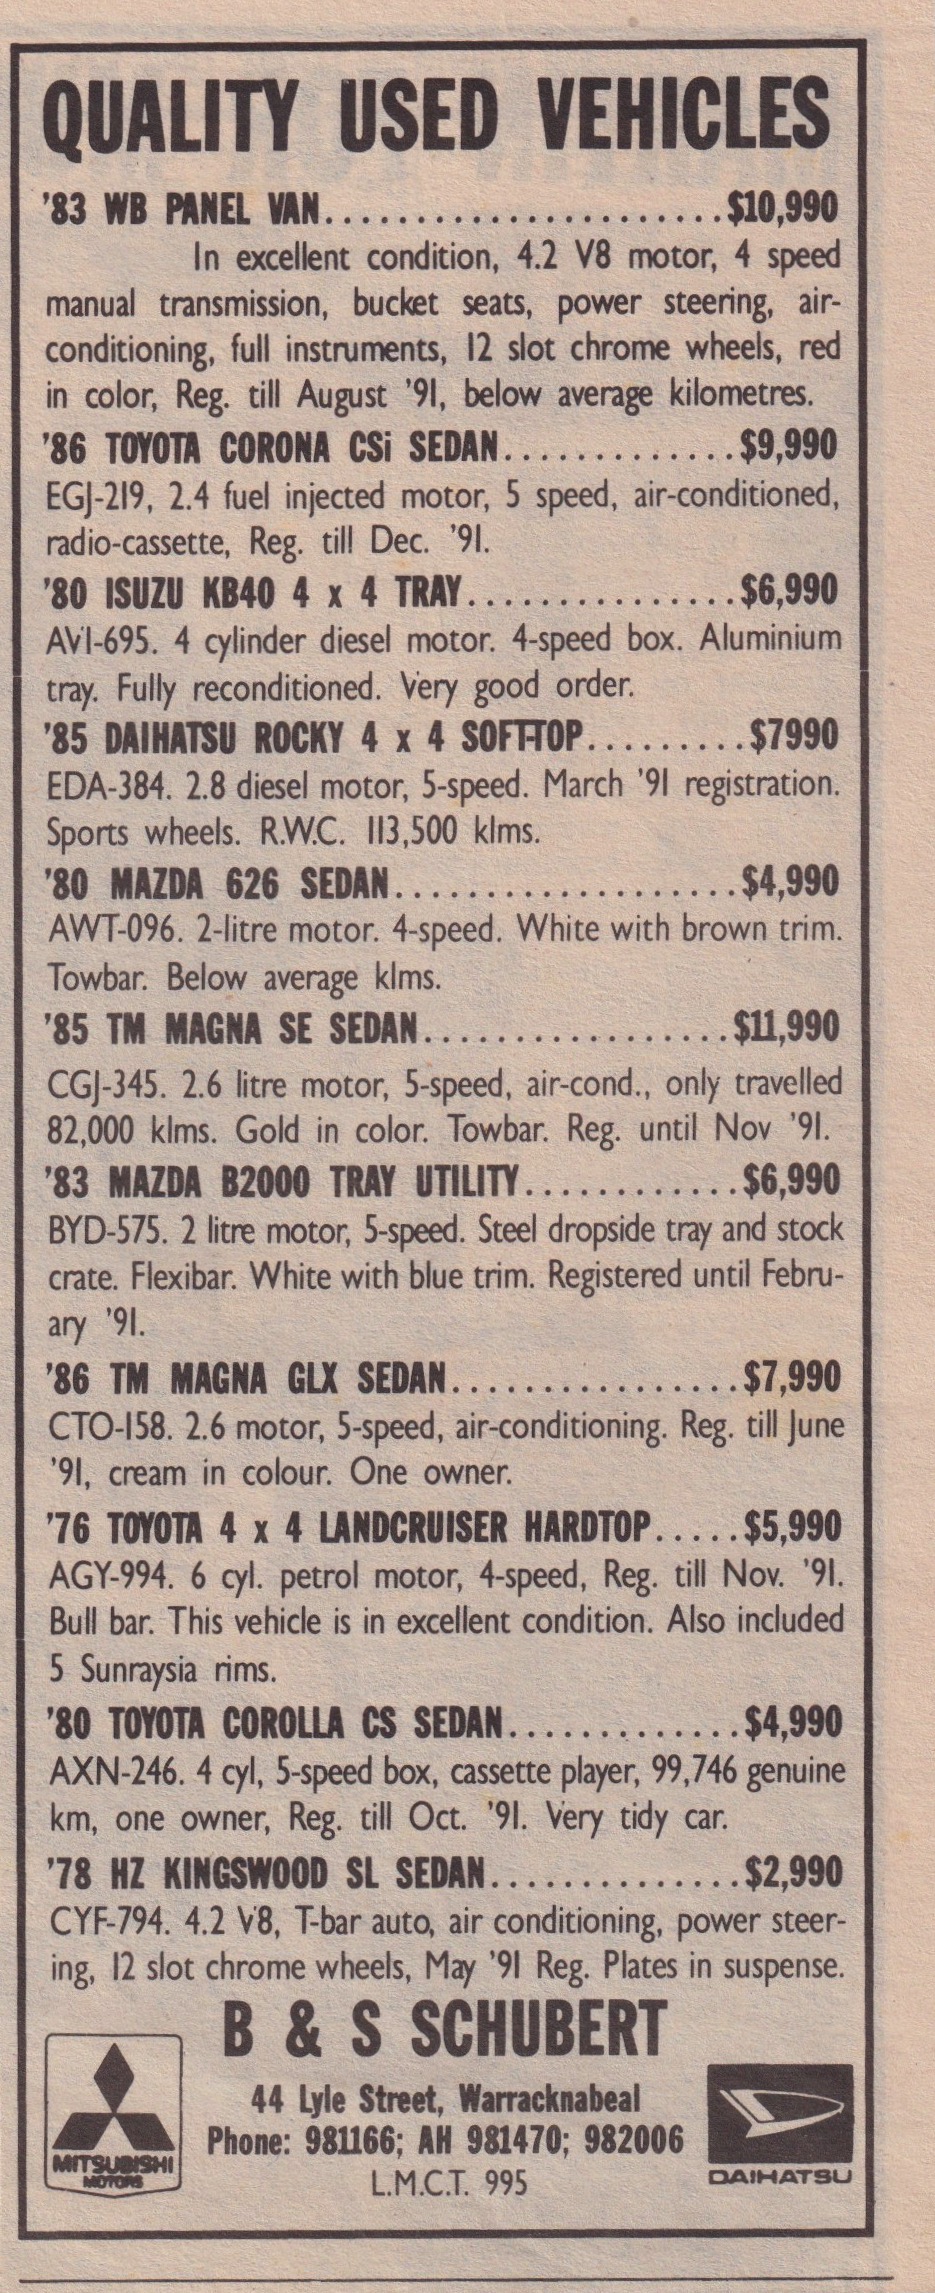 QUALITY USED VEHICLES
'83 WB PANEL VAN......................$10,990
In excellent condition, 4.2 V8 motor, 4 speed
manual transmission, bucket seats, power steering, air-
conditioning, full instruments, 12 slot chrome wheels, red
in color, Reg. till August '91, below average kilometres.
'86 TOYOTA CORONA CSi SEDAN.............$9,990
EGJ-219, 2.4 fuel injected motor, 5 speed, air-conditioned,
radio-cassette, Reg. till Dec. '91.
'80 ISUZU KB40 4 x 4 TRAY...............$6,990
AVI-695. 4 cylinder diesel motor. 4-speed box. Aluminium
tray. Fully reconditioned. Very good order.
'85 DAIHATSU ROCKY 4 x 4 SOFT-TOP.........$7990
EDA-384. 2.8 diesel motor, 5-speed. March '91 registration.
Sports wheels. R.W.C. 113,500 klms.
'80 MAZDA 626 SEDAN...................$4,990
AWT-096. 2-litre motor. 4-speed. White with brown trim.
Towbar. Below average klms.
'85 TM MAGNA SE SEDAN.................$11,990
CGJ-345. 2.6 litre motor, 5-speed, air-cond., only travelled
82,000 klms. Gold in color. Towbar. Reg. until Nov '91.
'83 MAZDA B2000 TRAY UTILITY............$6,990
BYD-575. 2 litre motor, 5-speed. Steel dropside tray and stock
crate. Flexibar. White with blue trim. Registered until Febru-
ary '91.
'86 TM MAGNA GLX SEDAN................$7,990
CTO-158. 2.6 motor, 5-speed, air-conditioning. Reg. till June
'91, cream in colour. One owner.
'76 TOYOTA 4 x 4 LANDCRUISER HARDTOP.....$5,990
AGY-994. 6 cyl. petrol motor, 4-speed, Reg. till Nov. '91.
Bull bar. This vehicle is in excellent condition. Also included
5 Sunraysia rims.
'80 TOYOTA COROLLA CS SEDAN.............$4,990
AXN-246. 4 cyl, 5-speed box, cassette player, 99,746 genuine
km, one owner, Reg. till Oct. '91. Very tidy car.
'78 HZ KINGSWOOD SL SEDAN..............$2,990
CYF-794. 4.2 V8, T-bar auto, air conditioning, power steer-
ing, 12 slot chrome wheels, May '91 Reg. Plates in suspense.
B & S SCHUBERT
44 Lyle Street, Warracknabeal
Phone: 981166; AH 981470; 982006
L.M.C.T. 995
MITSUBISHI
MOTORS
DAIHATSU